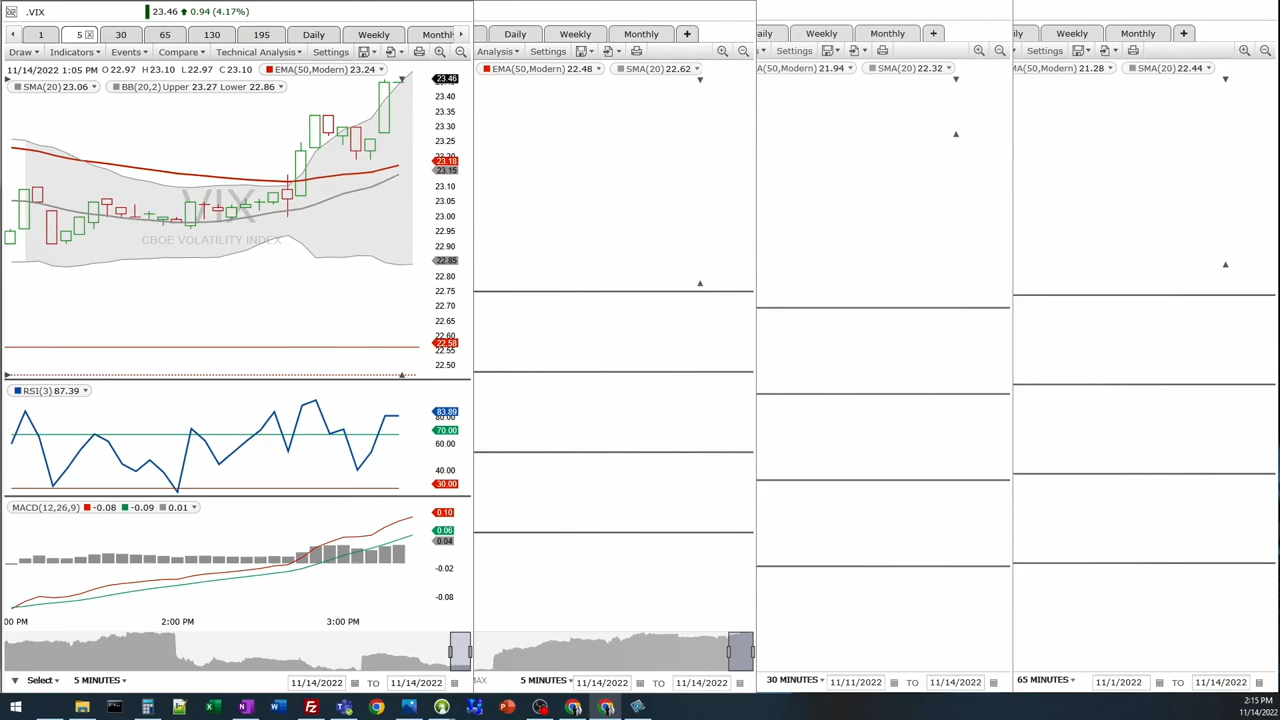 .VIX 23.46 0.94 (4.17%)
1 5 30 65 130 195 Daily Weekly Monthl
Draw Indicators Events Compare Technical Analysis Settings
11/14/2022 1:05 PM O 22.97 H 23.10 L 22.97 C 23.10 EMA(50,Modern) 23.24
SMA(20) 23.06 BB(20,2) Upper 23.27 Lower 22.86
23.46
23.40
23.35
23.30
23.25
23.20
23.18
23.15
23.10
23.05
23.00
22.95
22.90
22.85
22.80
22.75
22.70
22.65
22.60
22.58
22.55
22.50
VIX
CBOE VOLATILITY INDEX
RSI(3) 87.39
83.89
80.00
70.00
60.00
40.00
30.00
MACD(12,26,9) -0.08 -0.09 0.01
0.10
0.06
0.04
-0.02
-0.08
:00 PM 2:00 PM 3:00 PM
Select 5 MINUTES 11/14/2022 TO 11/14/2022
Daily Weekly Monthly +
Analysis Settings
EMA(50,Modern) 22.48 SMA(20) 22.62
MAX 5 MINUTES 11/14/2022 TO 11/14/2022
aily Weekly Monthly +
Settings
MA(50,Modern) 21.94 SMA(20) 22.32
30 MINUTES 11/11/2022 TO 11/14/2022
ily Weekly Monthly +
Settings
(50,Modern) .28 SMA(20) 22.44
65 MINUTES 11/1/2022 TO 11/14/2022
2:15 PM
11/14/2022